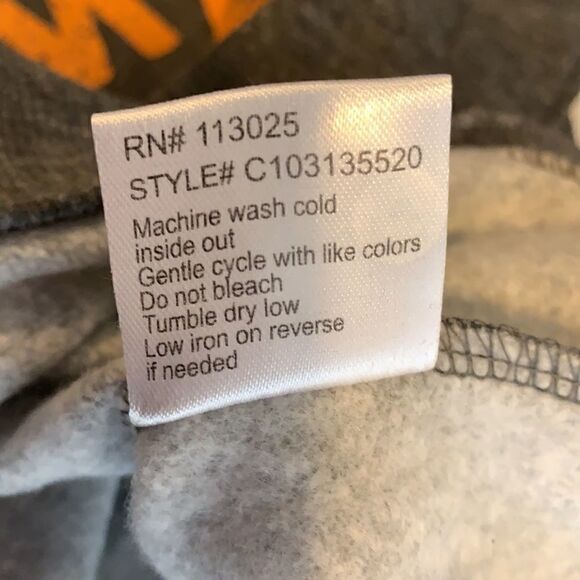 RN# 113025
STYLE# C103135520
Machine wash cold
inside out
Gentle cycle with like colors
Do not bleach
Tumble dry low
Low iron on reverse
if needed